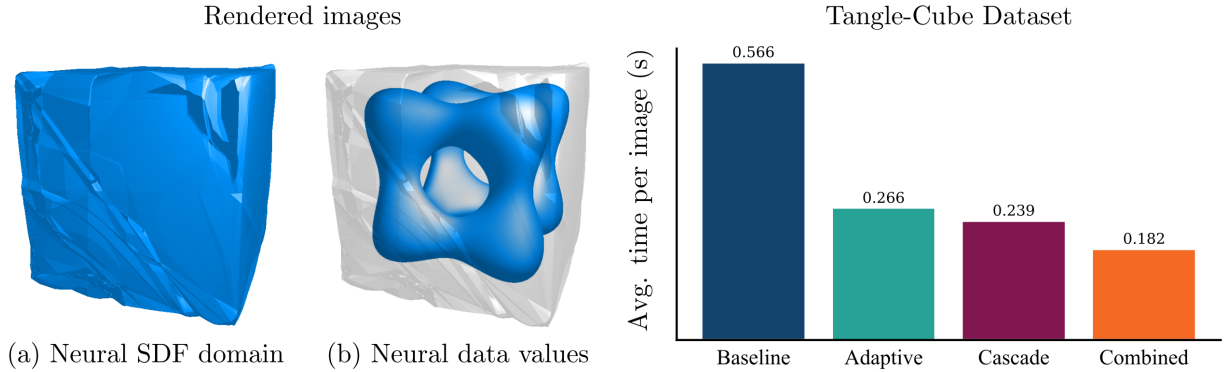 Rendered images
(a) Neural SDF domain
(b) Neural data values
Tangle-Cube Dataset
Avg. time per image (s)
0.566
0.266
0.239
0.182
Baseline
Adaptive
Cascade
Combined